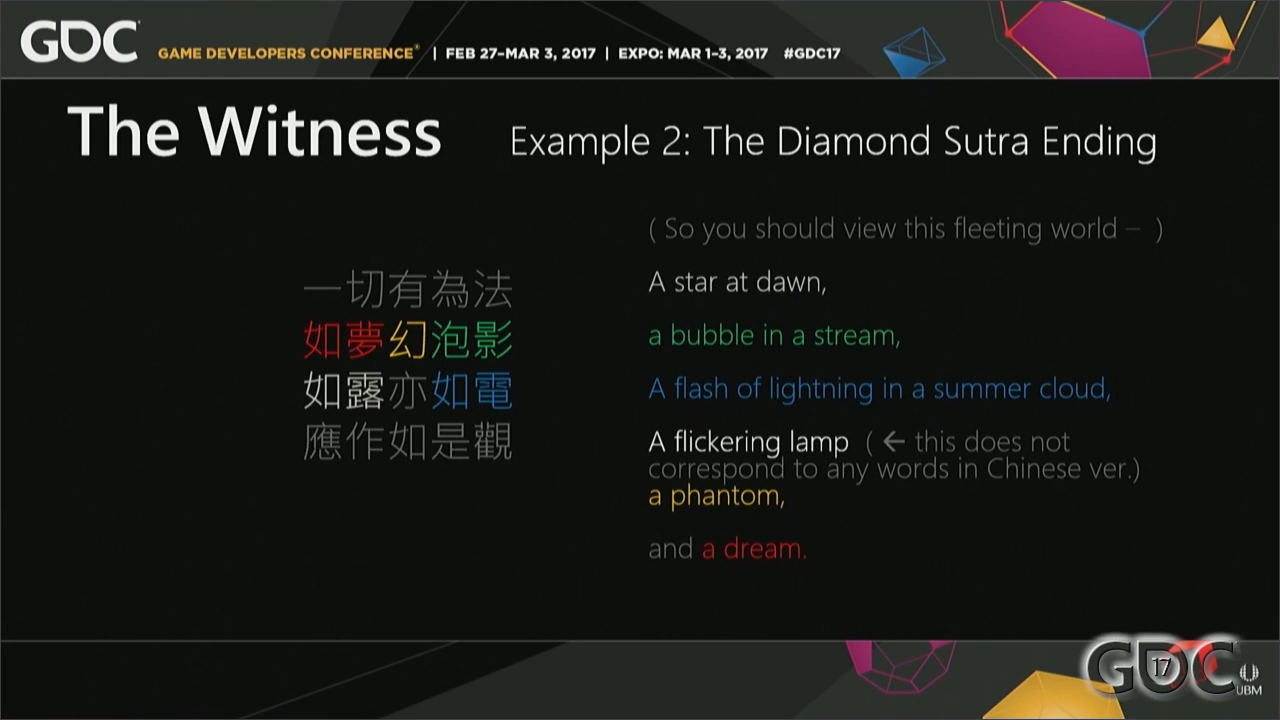 GDC GAME DEVELOPERS CONFERENCE® | FEB 27–MAR 3, 2017 | EXPO: MAR 1–3, 2017 #GDC17
The Witness Example 2: The Diamond Sutra Ending
一切有為法
如夢幻泡影
如露亦如電
應作如是觀
( So you should view this fleeting world – )
A star at dawn,
a bubble in a stream,
A flash of lightning in a summer cloud,
A flickering lamp ( ← this does not
correspond to any words in Chinese ver.)
a phantom,
and a dream.
GDC 17
UBM